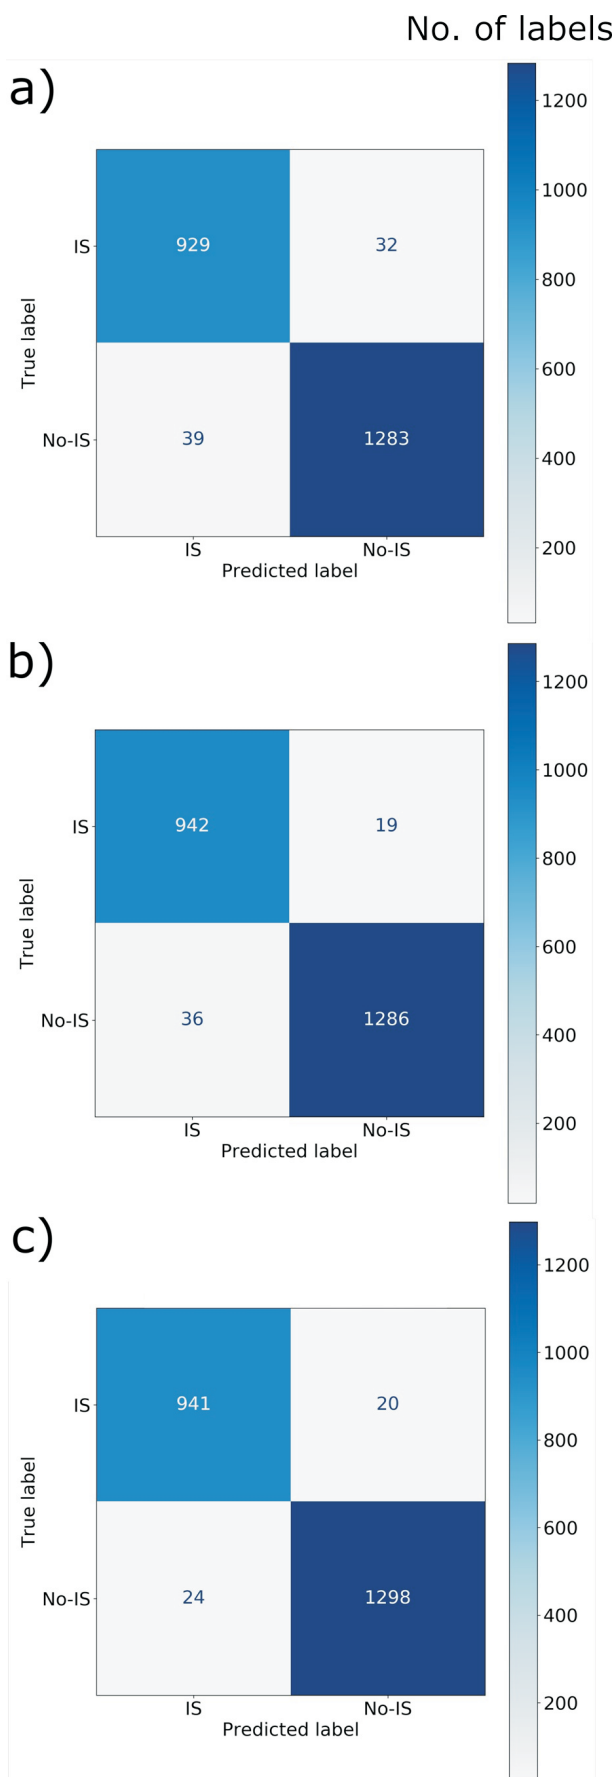 No. of labels
a)
1200
1000
800
600
400
200
True label
IS
929
32
No-IS
39
1283
IS
No-IS
Predicted label
b)
1200
1000
800
600
400
200
True label
IS
942
19
No-IS
36
1286
IS
No-IS
Predicted label
c)
1200
1000
800
600
400
200
True label
IS
941
20
No-IS
24
1298
IS
No-IS
Predicted label